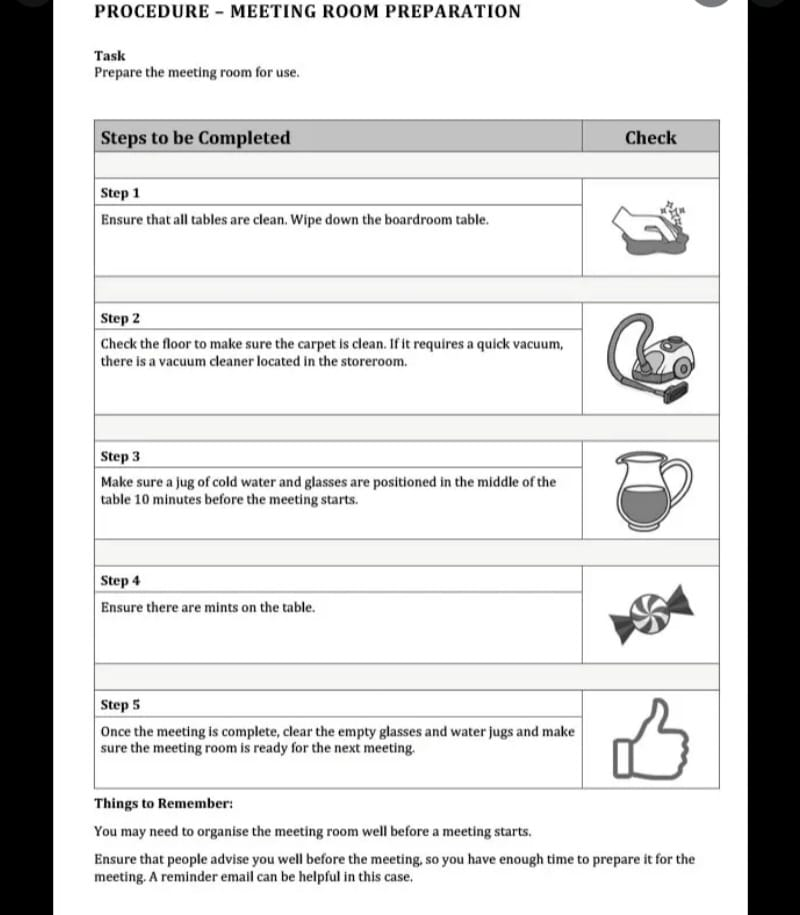 PROCEDURE – MEETING ROOM PREPARATION
Task
Prepare the meeting room for use.
Steps to be Completed
Check
Step 1
Ensure that all tables are clean. Wipe down the boardroom table.
Step 2
Check the floor to make sure the carpet is clean. If it requires a quick vacuum,
there is a vacuum cleaner located in the storeroom.
Step 3
Make sure a jug of cold water and glasses are positioned in the middle of the
table 10 minutes before the meeting starts.
Step 4
Ensure there are mints on the table.
Step 5
Once the meeting is complete, clear the empty glasses and water jugs and make
sure the meeting room is ready for the next meeting.
Things to Remember:
You may need to organise the meeting room well before a meeting starts.
Ensure that people advise you well before the meeting, so you have enough time to prepare it for the
meeting. A reminder email can be helpful in this case.